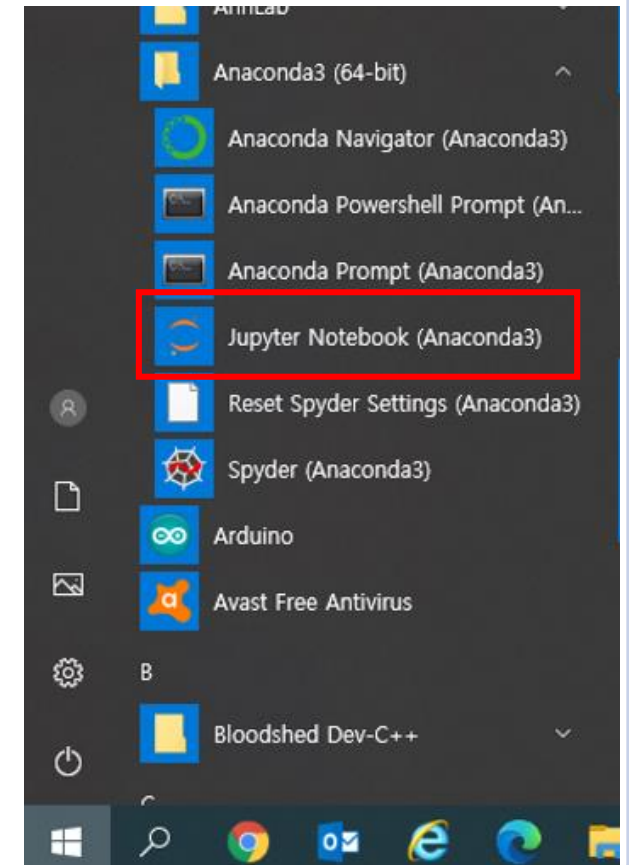 AhnLab
Anaconda3 (64-bit)
Anaconda Navigator (Anaconda3)
Anaconda Powershell Prompt (An...
Anaconda Prompt (Anaconda3)
Jupyter Notebook (Anaconda3)
Reset Spyder Settings (Anaconda3)
Spyder (Anaconda3)
Arduino
Avast Free Antivirus
B
Bloodshed Dev-C++
C